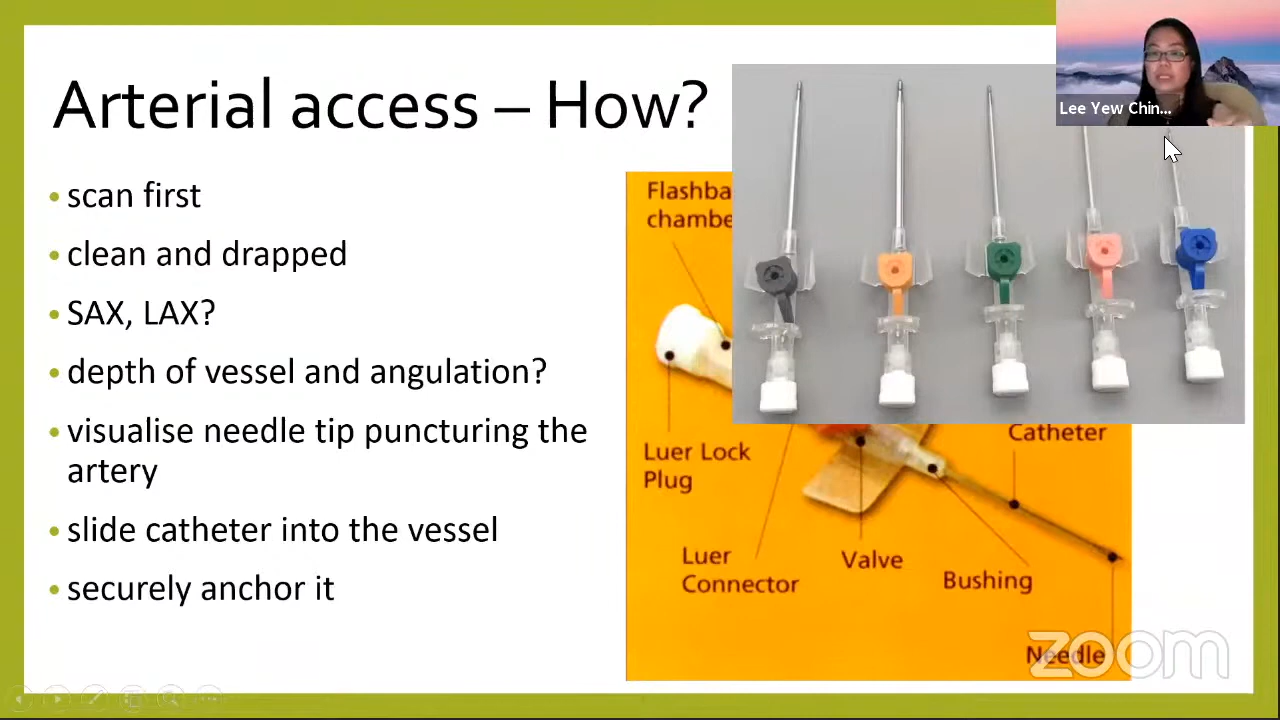 Arterial access – How?
• scan first
• clean and drapped
• SAX, LAX?
• depth of vessel and angulation?
• visualise needle tip puncturing the
artery
• slide catheter into the vessel
• securely anchor it
Lee Yew Chin...
Flashba
chambe
Luer Lock
Plug
Luer
Connector
Valve
Bushing
Catheter
Needle
zoom